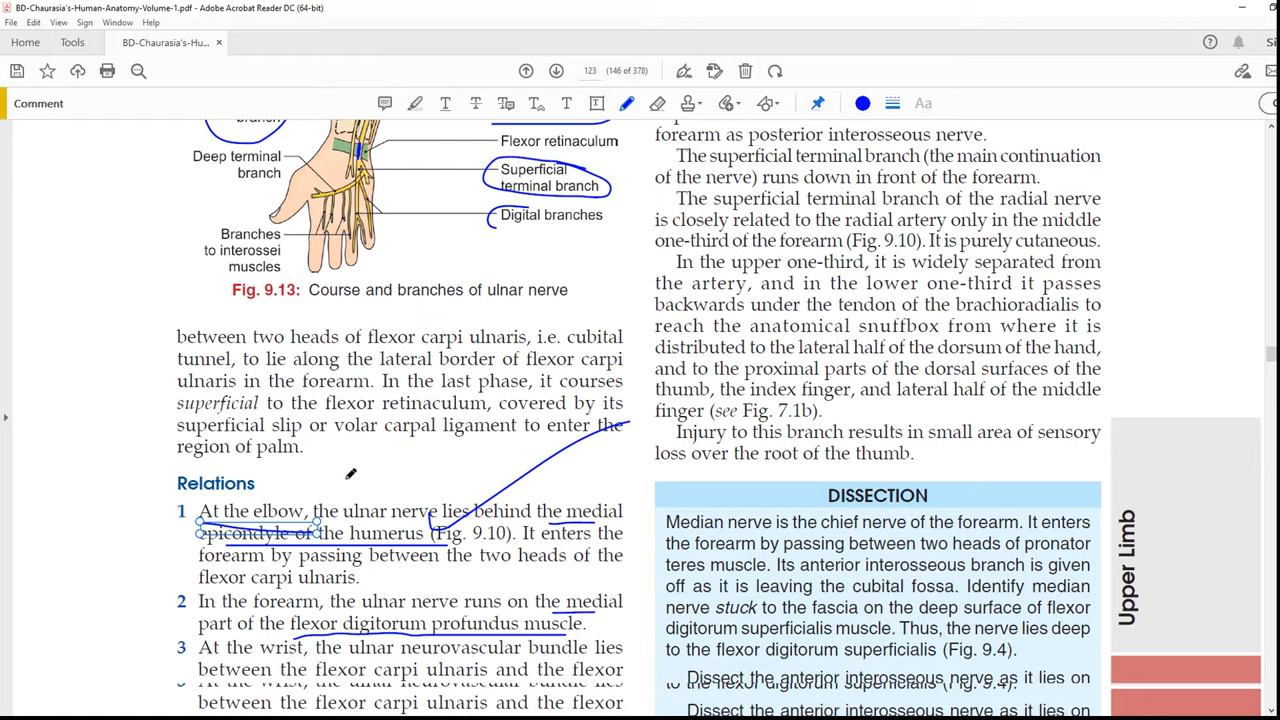 BD-Chaurasia's-Human-Anatomy-Volume-1.pdf - Adobe Acrobat Reader DC (64-bit)
File Edit View Sign Window Help
Home Tools BD-Chaurasia's-Hu... ×
123 (146 of 378)
Comment
Aa
branch
Deep terminal
branch
Branches
to interossei
muscles
Flexor retinaculum
Superficial
terminal branch
Digital branches
Fig. 9.13: Course and branches of ulnar nerve
between two heads of flexor carpi ulnaris, i.e. cubital
tunnel, to lie along the lateral border of flexor carpi
ulnaris in the forearm. In the last phase, it courses
superficial to the flexor retinaculum, covered by its
superficial slip or volar carpal ligament to enter the
region of palm.
Relations
1 At the elbow, the ulnar nerve lies behind the medial
epicondyle of the humerus (Fig. 9.10). It enters the
forearm by passing between the two heads of the
flexor carpi ulnaris.
2 In the forearm, the ulnar nerve runs on the medial
part of the flexor digitorum profundus muscle.
3 At the wrist, the ulnar neurovascular bundle lies
between the flexor carpi ulnaris and the flexor
between the flexor carpi ulnaris and the flexor
forearm as posterior interosseous nerve.
The superficial terminal branch (the main continuation
of the nerve) runs down in front of the forearm.
The superficial terminal branch of the radial nerve
is closely related to the radial artery only in the middle
one-third of the forearm (Fig. 9.10). It is purely cutaneous.
In the upper one-third, it is widely separated from
the artery, and in the lower one-third it passes
backwards under the tendon of the brachioradialis to
reach the anatomical snuffbox from where it is
distributed to the lateral half of the dorsum of the hand,
and to the proximal parts of the dorsal surfaces of the
thumb, the index finger, and lateral half of the middle
finger (see Fig. 7.1b).
Injury to this branch results in small area of sensory
loss over the root of the thumb.
DISSECTION
Median nerve is the chief nerve of the forearm. It enters
the forearm by passing between two heads of pronator
teres muscle. Its anterior interosseous branch is given
off as it is leaving the cubital fossa. Identify median
nerve stuck to the fascia on the deep surface of flexor
digitorum superficialis muscle. Thus, the nerve lies deep
to the flexor digitorum superficialis (Fig. 9.4).
Dissect the anterior interosseous nerve as it lies on
Dissect the anterior interosseous nerve as it lies on
Upper Limb